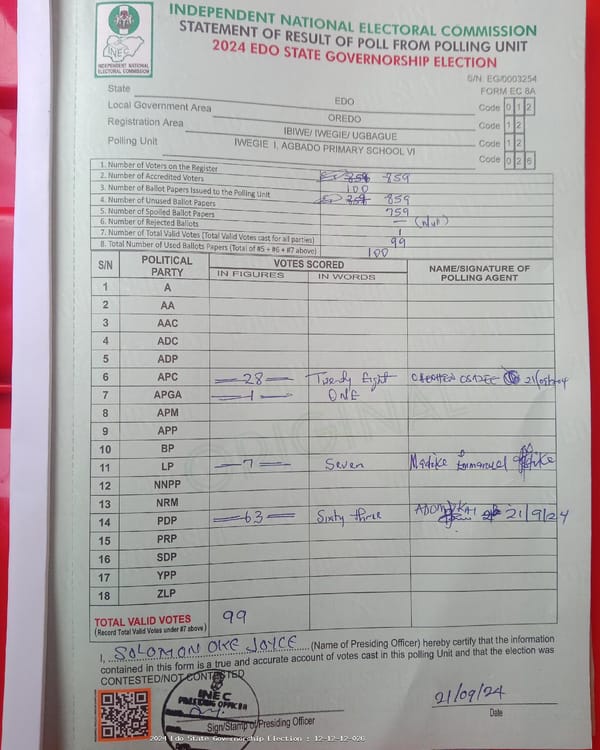 INDEPENDENT NATIONAL ELECTORAL COMMISSION
STATEMENT OF RESULT OF POLL FROM POLLING UNIT
2024 EDO STATE GOVERNORSHIP ELECTION
INEC
INDEPENDENT NATIONAL
ELECTORAL COMMISSION
S/N: EG/0003254
FORM EC 8A
State EDO Code 0 1 2
Local Government Area OREDO Code 1 2
Registration Area IBIWE/ IWEGIE/ UGBAGUE Code 1 2
Polling Unit IWEGIE I, AGBADO PRIMARY SCHOOL VI Code 0 2 6
1. Number of Voters on the Register 859
2. Number of Accredited Voters 100
3. Number of Ballot Papers Issued to the Polling Unit 859
4. Number of Unused Ballot Papers 759
5. Number of Spoiled Ballot Papers — (Null)
6. Number of Rejected Ballots 1
7. Number of Total Valid Votes (Total Valid Votes cast for all parties) 99
8. Total Number of Used Ballots Papers (Total of #5 + #6 + #7 above) 100
S/N POLITICAL PARTY VOTES SCORED NAME/SIGNATURE OF POLLING AGENT
IN FIGURES IN WORDS
1 A
2 AA
3 AAC
4 ADC
5 ADP
6 APC =28= Twenty Eight 21/09/2024
7 APGA =1= ONE
8 APM
9 APP
10 BP
11 LP =7= Seven Emmanuel
12 NNPP
13 NRM
14 PDP =63= Sixty three 21/9/24
15 PRP
16 SDP
17 YPP
18 ZLP
ORIGINAL
TOTAL VALID VOTES 99
(Record Total Valid Votes under #7 above)
I, SOLOMON OKE JOYCE (Name of Presiding Officer) hereby certify that the information
contained in this form is a true and accurate account of votes cast in this polling Unit and that the election was
CONTESTED/NOT CONTESTED
INEC
PRESIDING OFFICER
21/09/24
Sign/Stamp of Presiding Officer
Date
2024 Edo State Governorship Election : 12-12-12-026